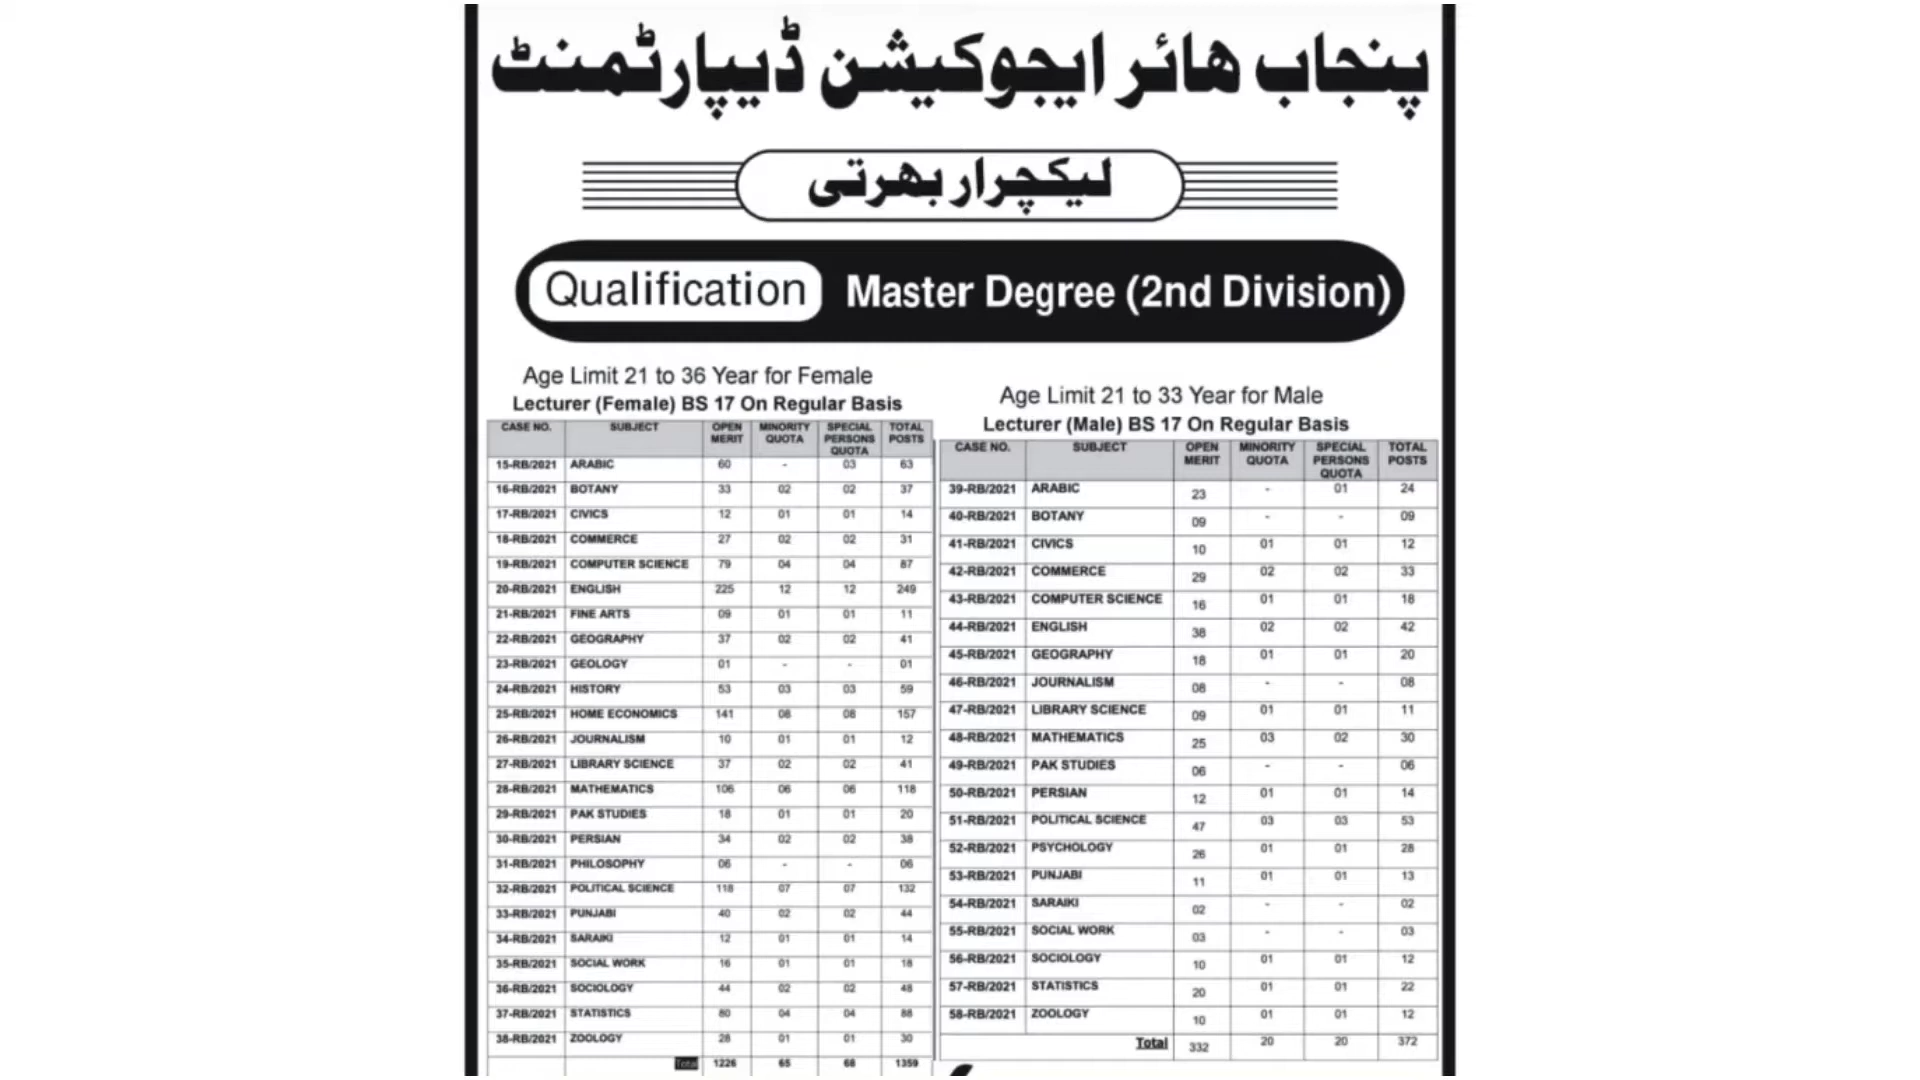 پنجاب ھائر ایجوکیشن ڈیپارٹمنٹ
لیکچرار بھرتی
Qualification Master Degree (2nd Division)
Age Limit 21 to 36 Year for Female
Lecturer (Female) BS 17 On Regular Basis
CASE NO. SUBJECT OPEN MERIT MINORITY QUOTA SPECIAL PERSONS QUOTA TOTAL POSTS
15-RB/2021 ARABIC 60 - 03 63
16-RB/2021 BOTANY 33 02 02 37
17-RB/2021 CIVICS 12 01 01 14
18-RB/2021 COMMERCE 27 02 02 31
19-RB/2021 COMPUTER SCIENCE 79 04 04 87
20-RB/2021 ENGLISH 225 12 12 249
21-RB/2021 FINE ARTS 09 01 01 11
22-RB/2021 GEOGRAPHY 37 02 02 41
23-RB/2021 GEOLOGY 01 - - 01
24-RB/2021 HISTORY 53 03 03 59
25-RB/2021 HOME ECONOMICS 141 08 08 157
26-RB/2021 JOURNALISM 10 01 01 12
27-RB/2021 LIBRARY SCIENCE 37 02 02 41
28-RB/2021 MATHEMATICS 106 06 06 118
29-RB/2021 PAK STUDIES 18 01 01 20
30-RB/2021 PERSIAN 34 02 02 38
31-RB/2021 PHILOSOPHY 06 - - 06
32-RB/2021 POLITICAL SCIENCE 118 07 07 132
33-RB/2021 PUNJABI 40 02 02 44
34-RB/2021 SARAIKI 12 01 01 14
35-RB/2021 SOCIAL WORK 16 01 01 18
36-RB/2021 SOCIOLOGY 44 02 02 48
37-RB/2021 STATISTICS 80 04 04 88
38-RB/2021 ZOOLOGY 28 01 01 30
Total 1226 65 68 1359
Age Limit 21 to 33 Year for Male
Lecturer (Male) BS 17 On Regular Basis
CASE NO. SUBJECT OPEN MERIT MINORITY QUOTA SPECIAL PERSONS QUOTA TOTAL POSTS
39-RB/2021 ARABIC 23 - 01 24
40-RB/2021 BOTANY 09 - - 09
41-RB/2021 CIVICS 10 01 01 12
42-RB/2021 COMMERCE 29 02 02 33
43-RB/2021 COMPUTER SCIENCE 16 01 01 18
44-RB/2021 ENGLISH 38 02 02 42
45-RB/2021 GEOGRAPHY 18 01 01 20
46-RB/2021 JOURNALISM 08 - - 08
47-RB/2021 LIBRARY SCIENCE 09 01 01 11
48-RB/2021 MATHEMATICS 25 03 02 30
49-RB/2021 PAK STUDIES 06 - - 06
50-RB/2021 PERSIAN 12 01 01 14
51-RB/2021 POLITICAL SCIENCE 47 03 03 53
52-RB/2021 PSYCHOLOGY 26 01 01 28
53-RB/2021 PUNJABI 11 01 01 13
54-RB/2021 SARAIKI 02 - - 02
55-RB/2021 SOCIAL WORK 03 - - 03
56-RB/2021 SOCIOLOGY 10 01 01 12
57-RB/2021 STATISTICS 20 01 01 22
58-RB/2021 ZOOLOGY 10 01 01 12
Total 332 20 20 372